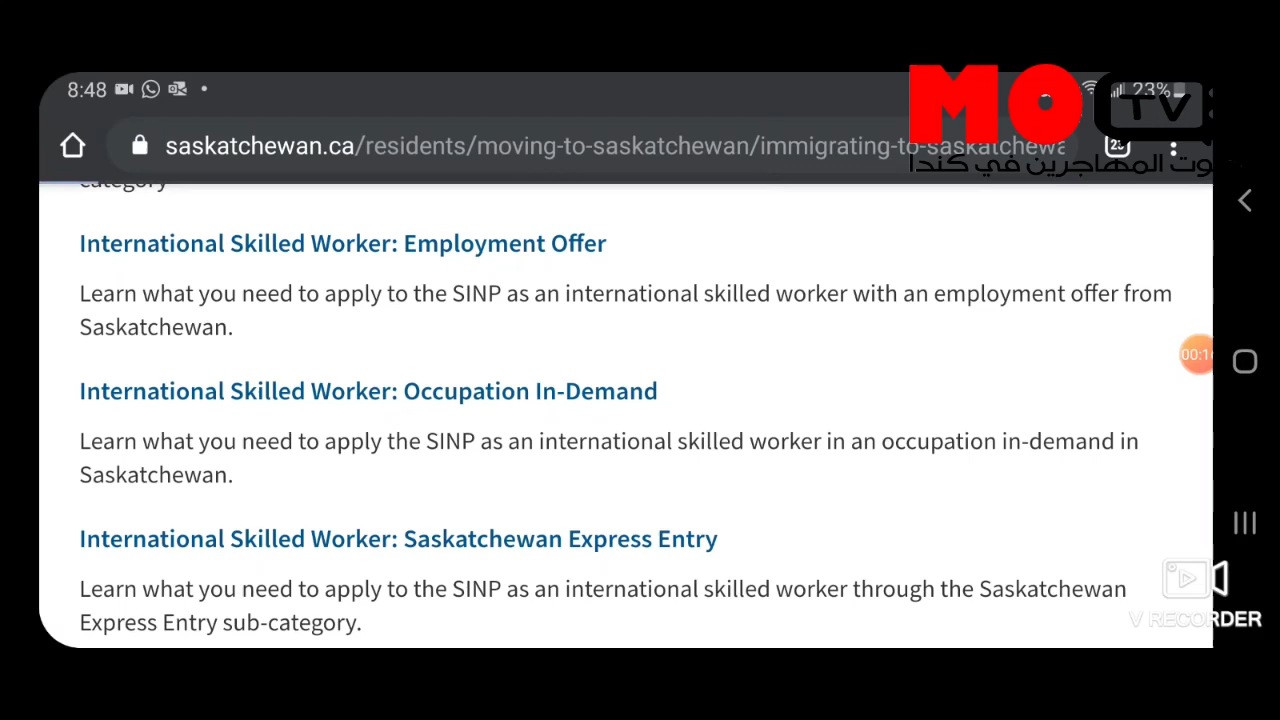 8:48
23%
MO TV
صوت المهاجرين في كندا
saskatchewan.ca/residents/moving-to-saskatchewan/immigrating-to-saskatchewa
category
International Skilled Worker: Employment Offer
Learn what you need to apply to the SINP as an international skilled worker with an employment offer from
Saskatchewan.
00:1
International Skilled Worker: Occupation In-Demand
Learn what you need to apply the SINP as an international skilled worker in an occupation in-demand in
Saskatchewan.
International Skilled Worker: Saskatchewan Express Entry
Learn what you need to apply to the SINP as an international skilled worker through the Saskatchewan
Express Entry sub-category.
V RECORDER